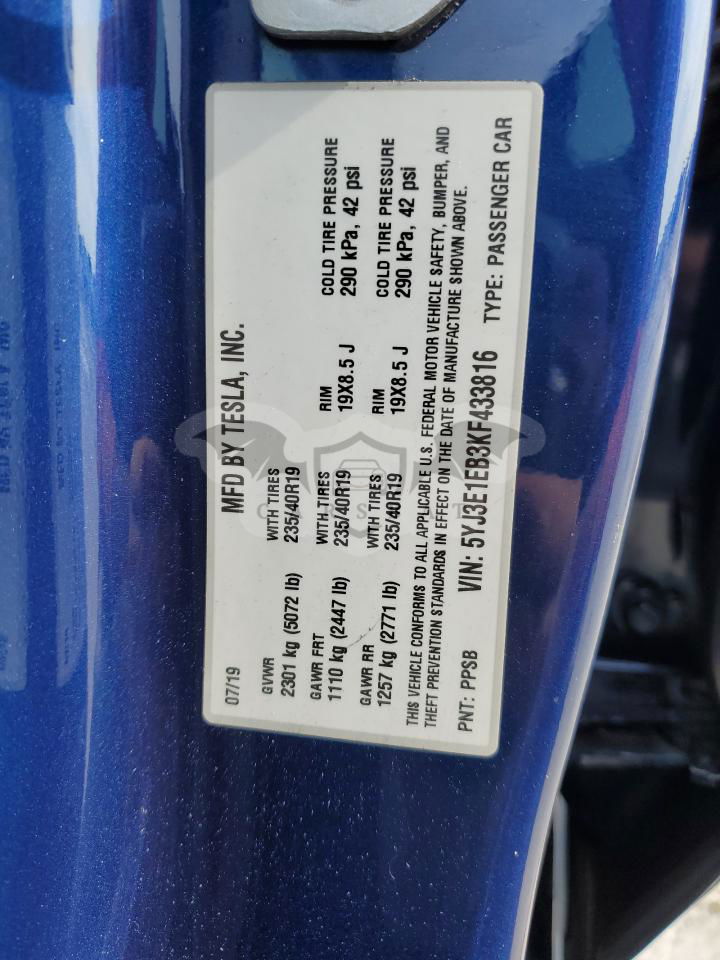 07/19 MFD BY TESLA, INC.
GVWR WITH TIRES RIM COLD TIRE PRESSURE
2301 kg (5072 lb) 235/40R19
GAWR FRT WITH TIRES RIM COLD TIRE PRESSURE
1110 kg (2447 lb) 235/40R19 19X8.5 J 290 kPa, 42 psi
GAWR RR WITH TIRES RIM COLD TIRE PRESSURE
1257 kg (2771 lb) 235/40R19 19X8.5 J 290 kPa, 42 psi
THIS VEHICLE CONFORMS TO ALL APPLICABLE U.S. FEDERAL MOTOR VEHICLE SAFETY, BUMPER, AND
THEFT PREVENTION STANDARDS IN EFFECT ON THE DATE OF MANUFACTURE SHOWN ABOVE.
PNT: PPSB VIN: 5YJ3E1EB3KF433816 TYPE: PASSENGER CAR